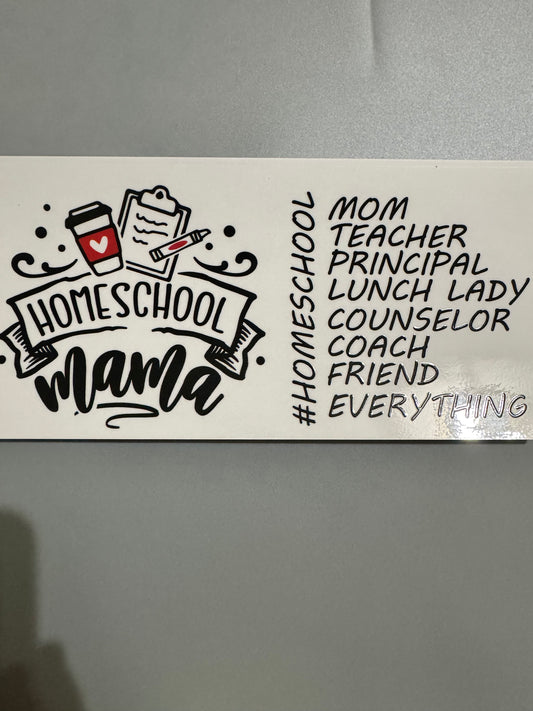 HOMESCHOOL
mama
#HOMESCHOOL
MOM
TEACHER
PRINCIPAL
LUNCH LADY
COUNSELOR
COACH
FRIEND
EVERYTHING